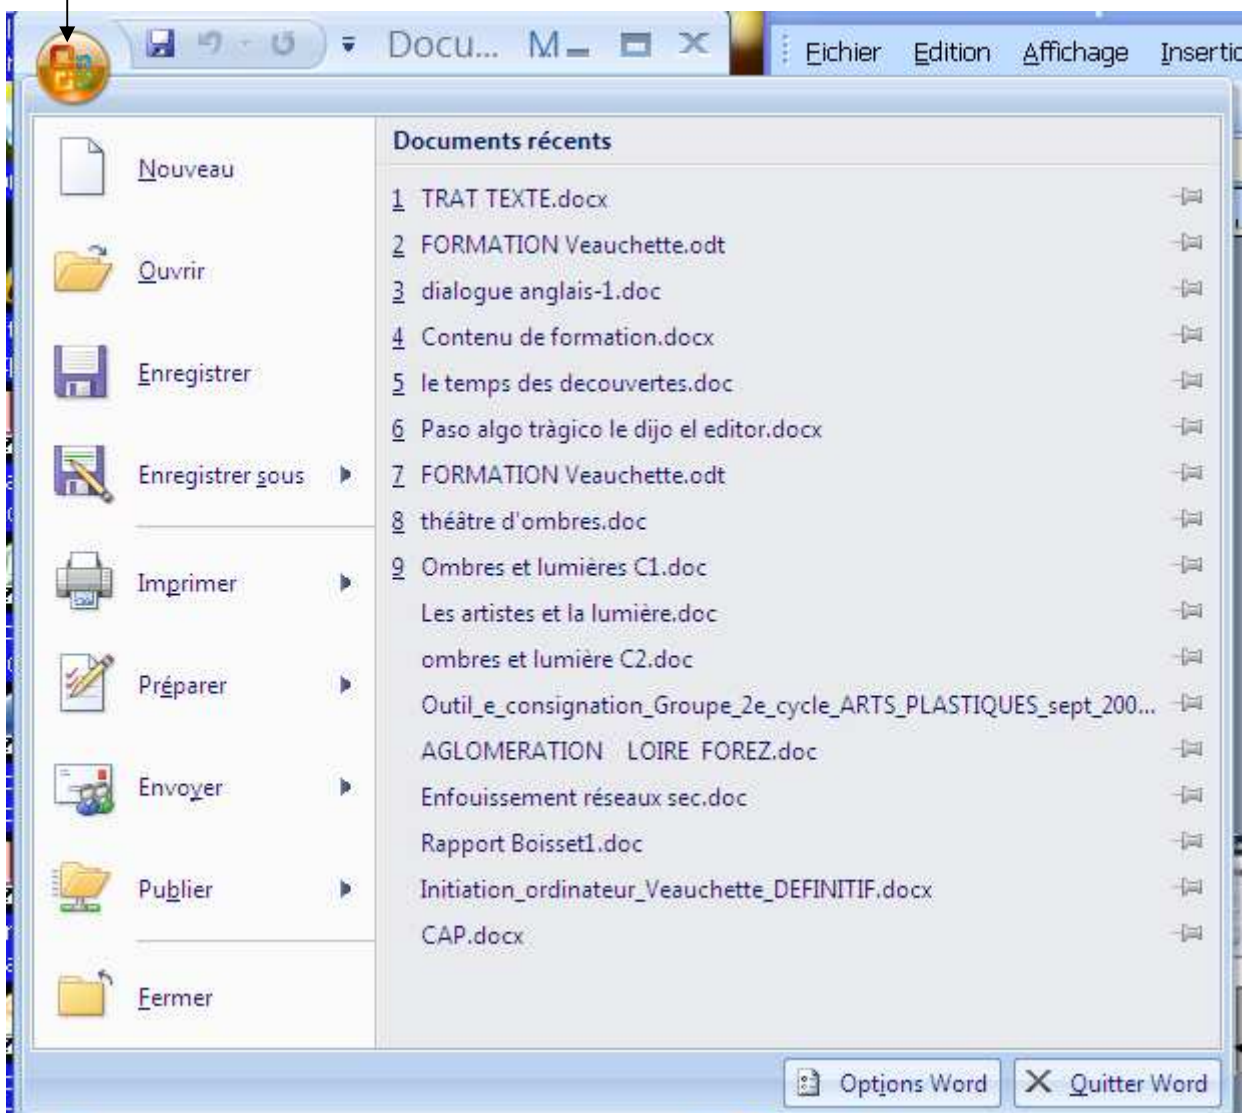 Docu... M
Fichier Edition Affichage Insertio
Nouveau
Ouvrir
Enregistrer
Enregistrer sous
Imprimer
Préparer
Envoyer
Publier
Fermer
Documents récents
1 TRAT TEXTE.docx
2 FORMATION Veauchette.odt
3 dialogue anglais-1.doc
4 Contenu de formation.docx
5 le temps des decouvertes.doc
6 Paso algo tràgico le dijo el editor.docx
7 FORMATION Veauchette.odt
8 théâtre d'ombres.doc
9 Ombres et lumières C1.doc
Les artistes et la lumière.doc
ombres et lumière C2.doc
Outil_e_consignation_Groupe_2e_cycle_ARTS_PLASTIQUES_sept_200...
AGLOMERATION LOIRE FOREZ.doc
Enfouissement réseaux sec.doc
Rapport Boisset1.doc
Initiation_ordinateur_Veauchette_DEFINITIF.docx
CAP.docx
Options Word
Quitter Word